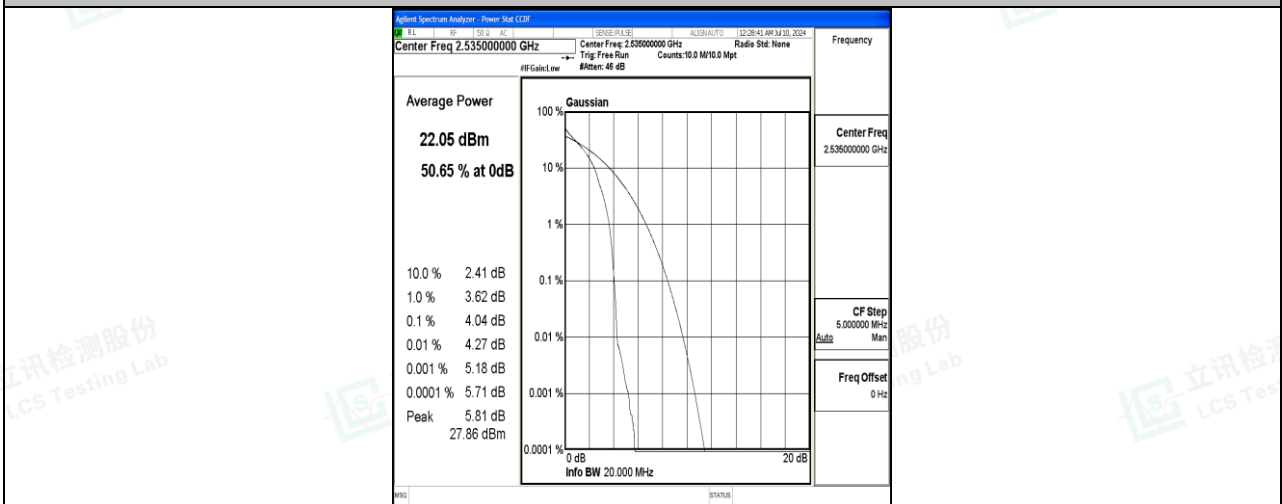 Agilent Spectrum Analyzer - Power Stat CCDF
RL RF 50 Ω AC SENSE:PULSE ALIGN AUTO 12:28:41 AM Jul 10, 2024
Center Freq 2.535000000 GHz
Center Freq: 2.535000000 GHz Radio Std: None
Trig: Free Run Counts:10.0 M/10.0 Mpt
#IFGain:Low #Atten: 46 dB
Frequency
Average Power
22.05 dBm
50.65 % at 0dB
10.0 % 2.41 dB
1.0 % 3.62 dB
0.1 % 4.04 dB
0.01 % 4.27 dB
0.001 % 5.18 dB
0.0001 % 5.71 dB
Peak 5.81 dB
27.86 dBm
Gaussian
100 %
10 %
1 %
0.1 %
0.01 %
0.001 %
0.0001 %
0 dB 20 dB
Info BW 20.000 MHz
Center Freq
2.535000000 GHz
CF Step
5.000000 MHz
Auto Man
Freq Offset
0 Hz
MSG STATUS
立讯检测股份
LCS Testing Lab